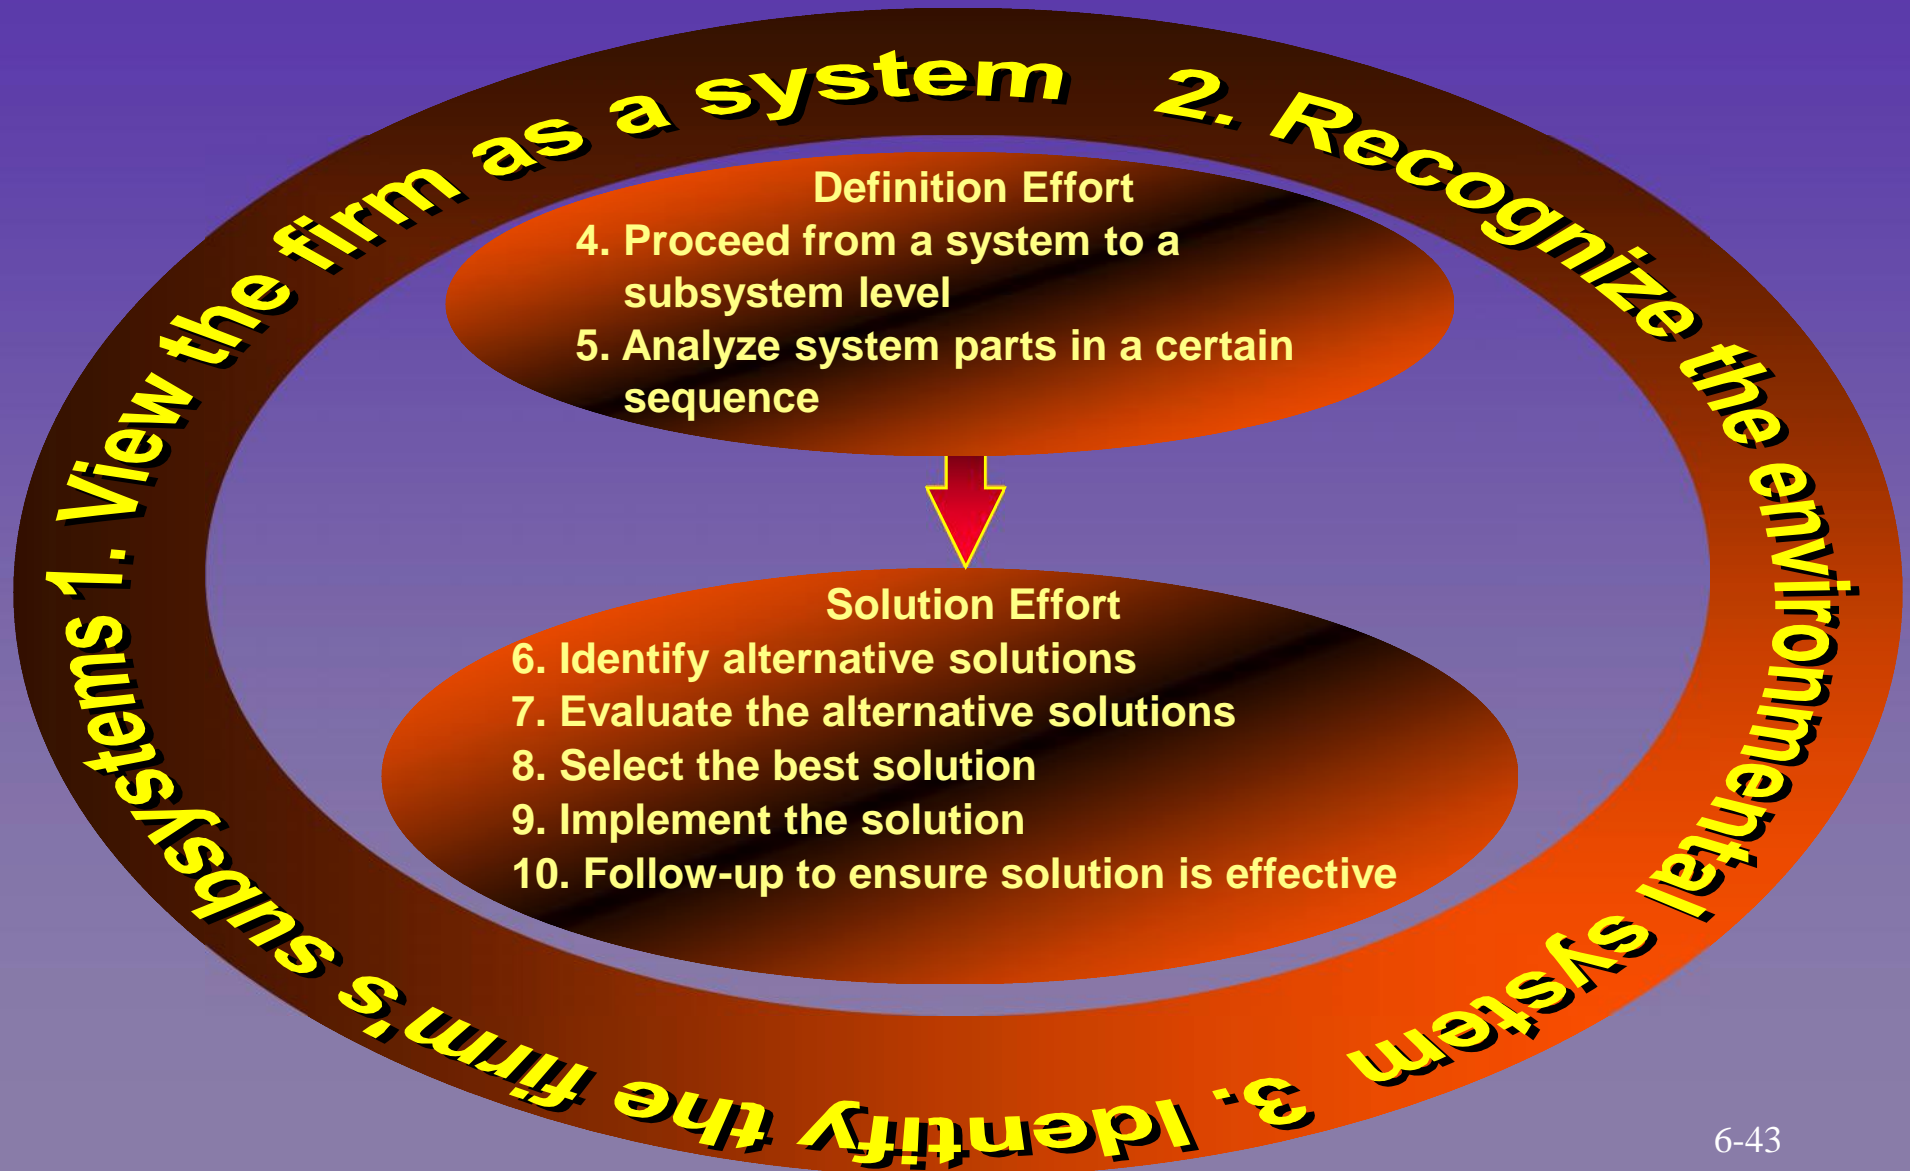 1. View the firm as a system
2. Recognize the environmental system
3. Identify the firm's subsystems
Definition Effort
4. Proceed from a system to a
subsystem level
5. Analyze system parts in a certain
sequence
Solution Effort
6. Identify alternative solutions
7. Evaluate the alternative solutions
8. Select the best solution
9. Implement the solution
10. Follow-up to ensure solution is effective
6-43